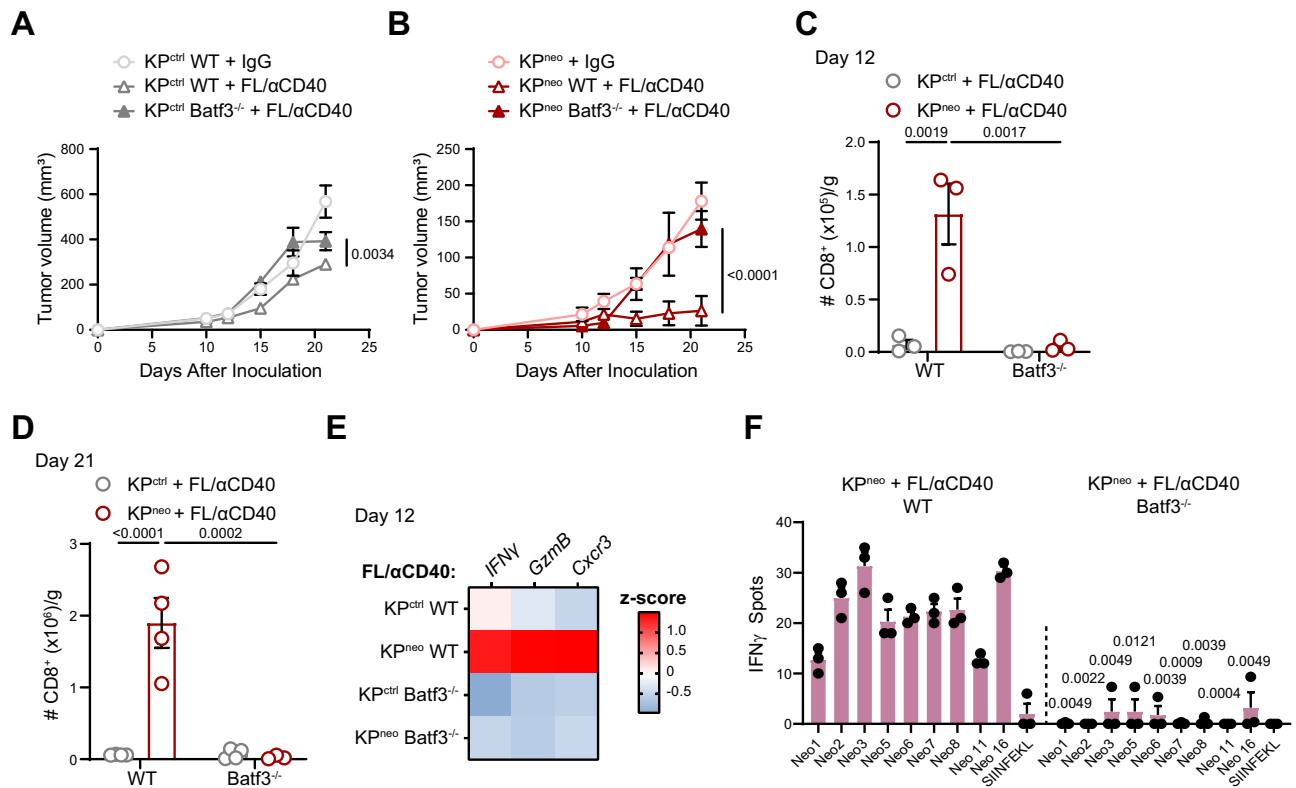 A
KPctrl WT + IgG
KPctrl WT + FL/αCD40
KPctrl Batf3-/- + FL/αCD40
Tumor volume (mm³)
800
600
400
200
0
0.0034
0 5 10 15 20 25
Days After Inoculation
B
KPneo + IgG
KPneo WT + FL/αCD40
KPneo Batf3-/- + FL/αCD40
Tumor volume (mm³)
250
200
150
100
50
0
<0.0001
0 5 10 15 20 25
Days After Inoculation
C
Day 12
KPctrl + FL/αCD40
KPneo + FL/αCD40
0.0019 0.0017
# CD8+ (x10⁵)/g
2.0
1.5
1.0
0.5
0.0
WT Batf3-/-
D
Day 21
KPctrl + FL/αCD40
KPneo + FL/αCD40
<0.0001 0.0002
# CD8+ (x10⁶)/g
3
2
1
0
WT Batf3-/-
E
Day 12
FL/αCD40: IFNγ GzmB Cxcr3
KPctrl WT
KPneo WT
KPctrl Batf3-/-
KPneo Batf3-/-
z-score
1.0
0.5
0
-0.5
F
KPneo + FL/αCD40
WT
KPneo + FL/αCD40
Batf3-/-
IFNγ Spots
40
30
20
10
0
0.0049
0.0022
0.0049
0.0121
0.0039
0.0009
0.0039
0.0004
0.0049
Neo1 Neo2 Neo3 Neo5 Neo6 Neo7 Neo8 Neo 11 Neo 16 SIINFEKL
Neo1 Neo2 Neo3 Neo5 Neo6 Neo7 Neo8 Neo 11 Neo 16 SIINFEKL